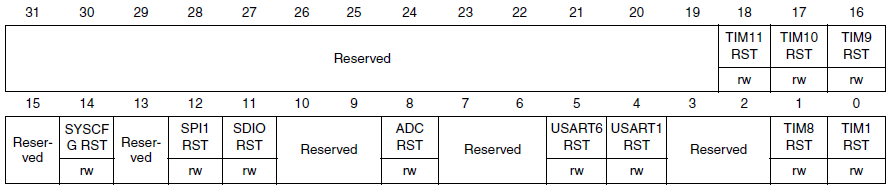 31 30 29 28 27 26 25 24 23 22 21 20 19 18 17 16
Reserved TIM11 TIM10 TIM9
RST RST RST
rw rw rw
15 14 13 12 11 10 9 8 7 6 5 4 3 2 1 0
Reser- SYSCF Reser- SPI1 SDIO Reserved ADC Reserved USART6 USART1 Reserved TIM8 TIM1
ved G RST ved RST RST RST RST RST RST RST
rw rw rw rw rw rw rw rw